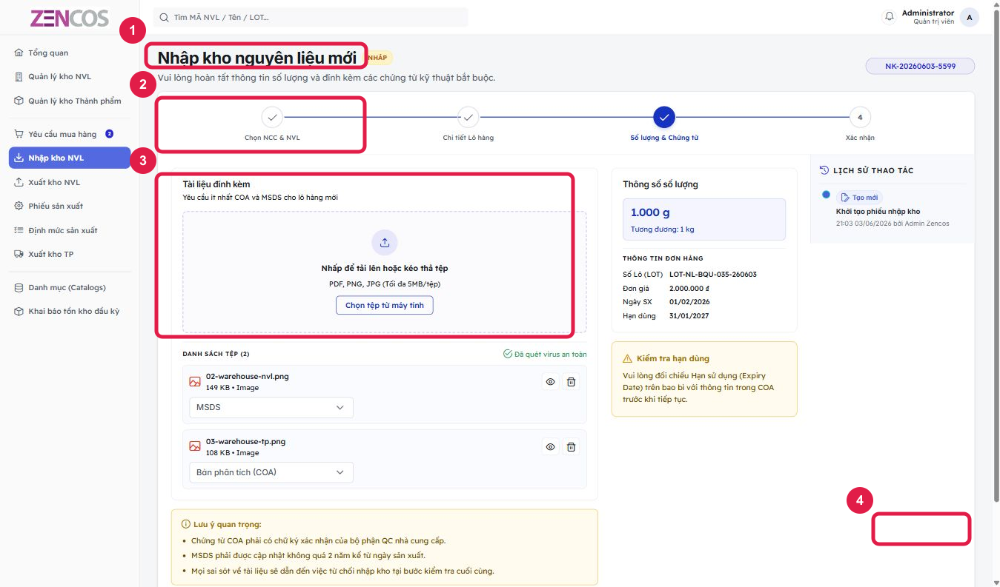 ZENCOS
Tìm MÃ NVL / Tên / LOT...
Administrator
Quản trị viên
A
1
Tổng quan
Quản lý kho NVL
Quản lý kho Thành phẩm
Yêu cầu mua hàng 2
Nhập kho NVL
Xuất kho NVL
Phiếu sản xuất
Định mức sản xuất
Xuất kho TP
Danh mục (Catalogs)
Khai báo tồn kho đầu kỳ
Nhập kho nguyên liệu mới
NHÁP
2
Vui lòng hoàn tất thông tin số lượng và đính kèm các chứng từ kỹ thuật bắt buộc.
NK-20260603-5599
Chọn NCC & NVL
Chi tiết Lô hàng
Số lượng & Chứng từ
4
Xác nhận
3
Tài liệu đính kèm
Yêu cầu ít nhất COA và MSDS cho lô hàng mới
Nhấp để tải lên hoặc kéo thả tệp
PDF, PNG, JPG (Tối đa 5MB/tệp)
Chọn tệp từ máy tính
DANH SÁCH TỆP (2)
Đã quét virus an toàn
02-warehouse-nvl.png
149 KB • Image
MSDS
03-warehouse-tp.png
108 KB • Image
Bản phân tích (COA)
Lưu ý quan trọng:
• Chứng từ COA phải có chữ ký xác nhận của bộ phận QC nhà cung cấp.
• MSDS phải được cập nhật không quá 2 năm kể từ ngày sản xuất.
• Mọi sai sót về tài liệu sẽ dẫn đến việc từ chối nhập kho tại bước kiểm tra cuối cùng.
Thông số số lượng
1.000 g
Tương đương: 1 kg
THÔNG TIN ĐƠN HÀNG
Số Lô (LOT) LOT-NL-BQU-035-260603
Đơn giá 2.000.000 ₫
Ngày SX 01/02/2026
Hạn dùng 31/01/2027
Kiểm tra hạn dùng
Vui lòng đối chiếu Hạn sử dụng (Expiry
Date) trên bao bì với thông tin trong COA
trước khi tiếp tục.
LỊCH SỬ THAO TÁC
Tạo mới
Khởi tạo phiếu nhập kho
21:03 03/06/2026 bởi Admin Zencos
4